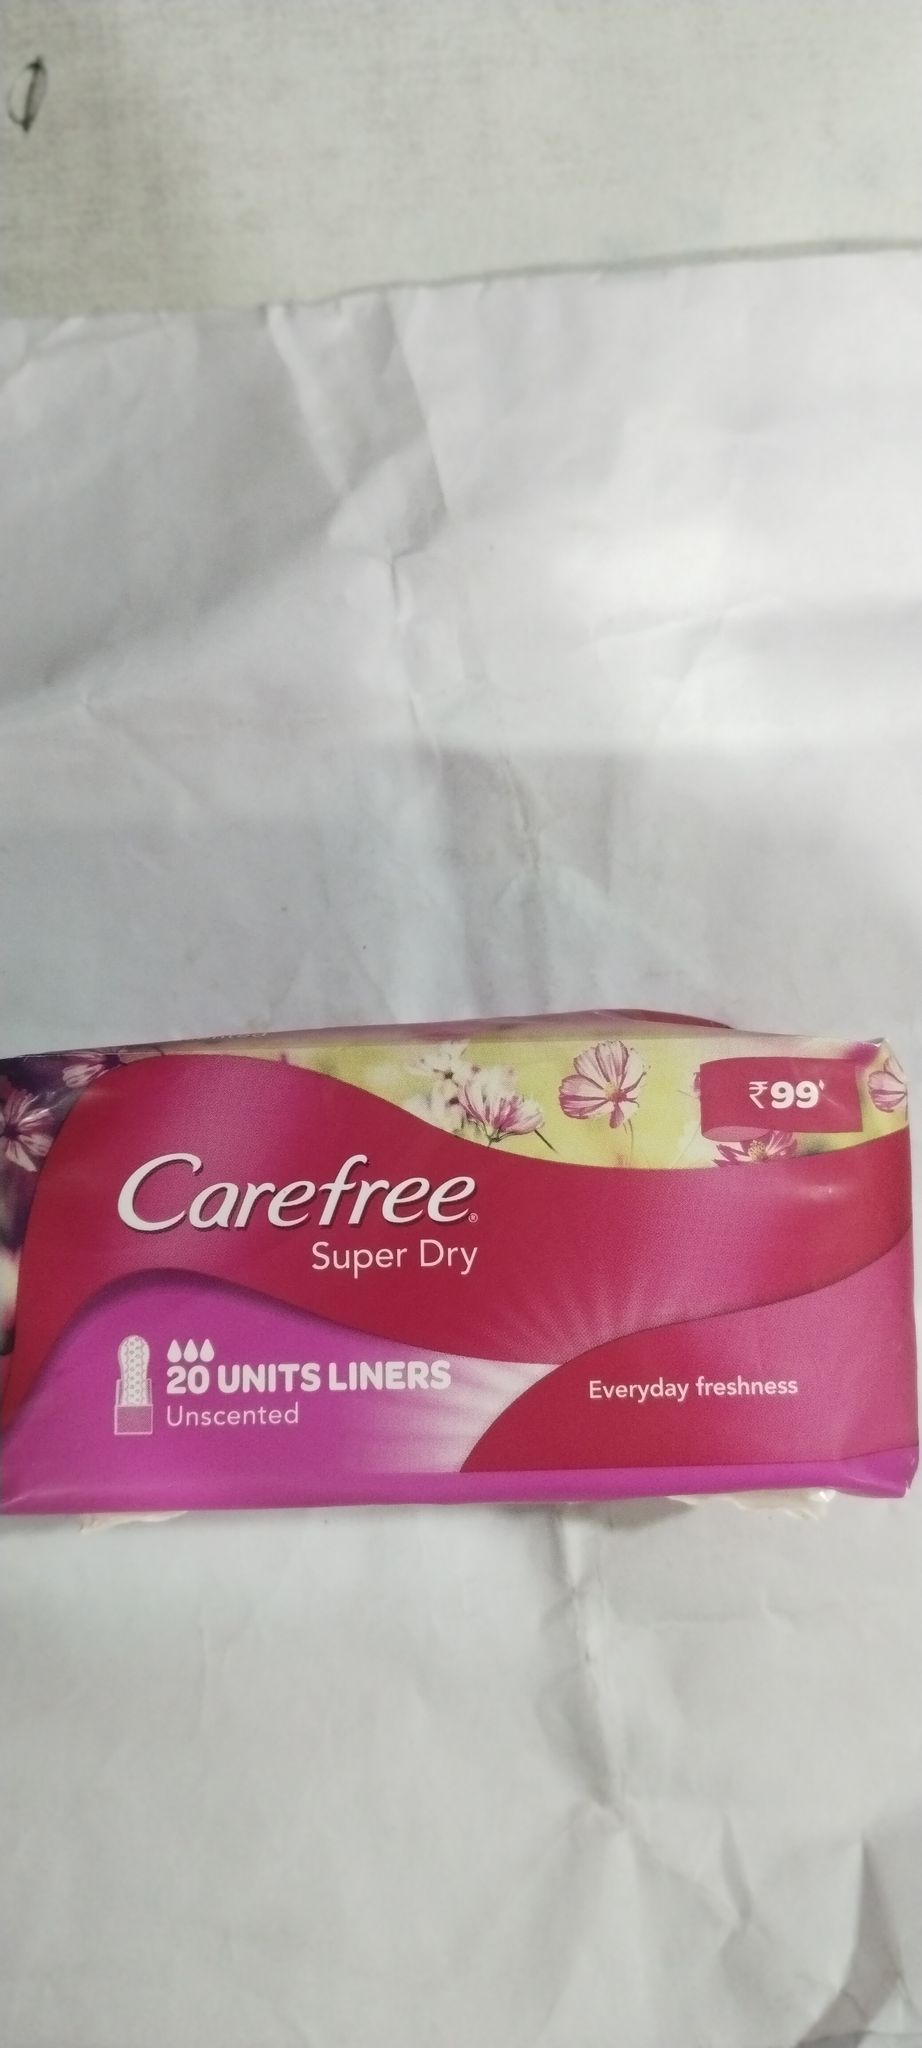 ₹99
Carefree®
Super Dry
20 UNITS LINERS
Unscented
Everyday freshness